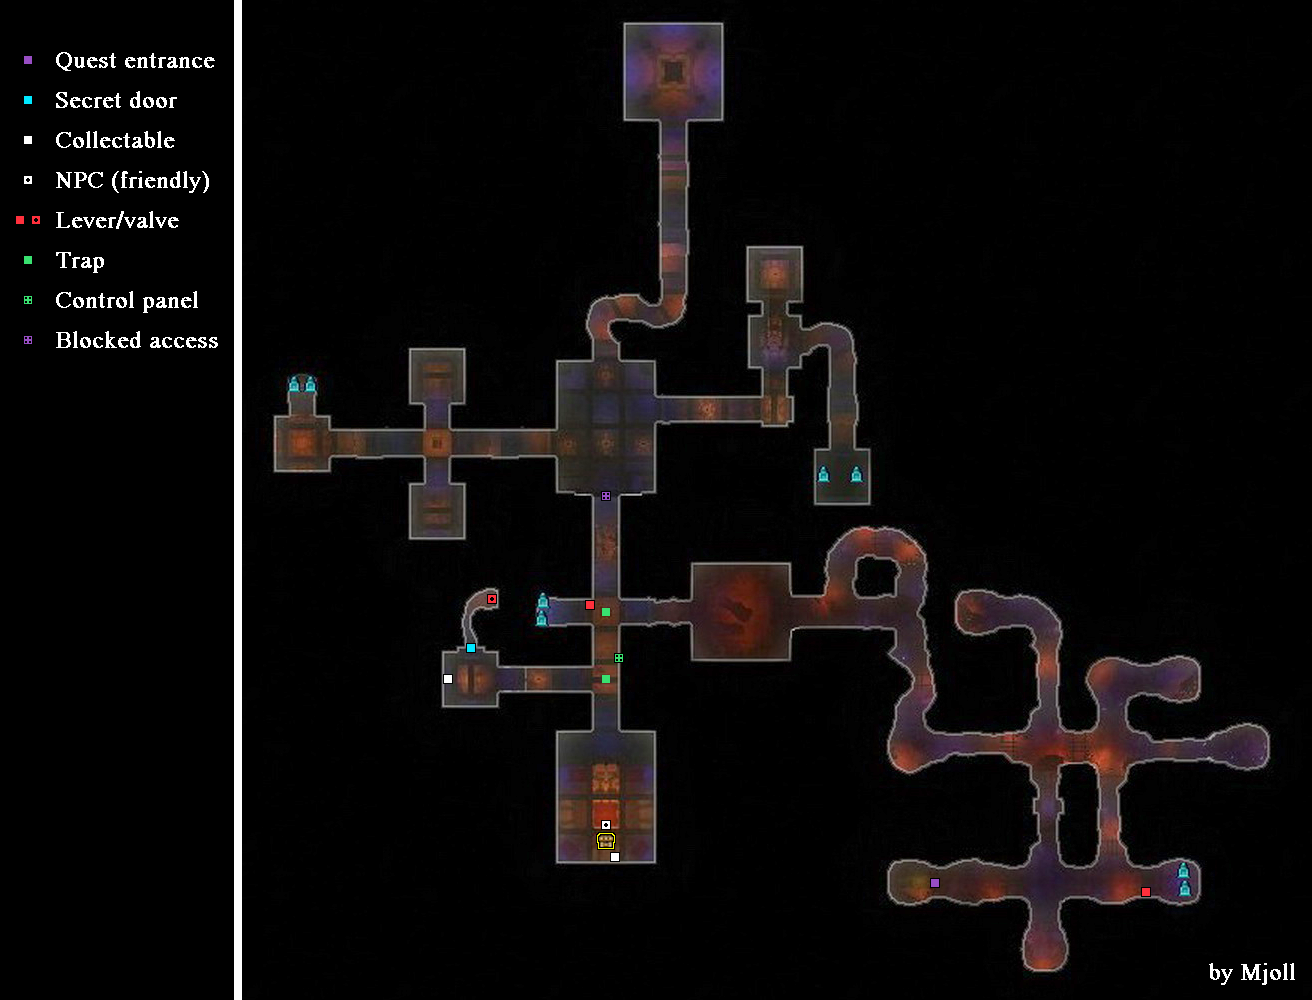 Quest entrance
Secret door
Collectable
NPC (friendly)
Lever/valve
Trap
Control panel
Blocked access
by Mjoll